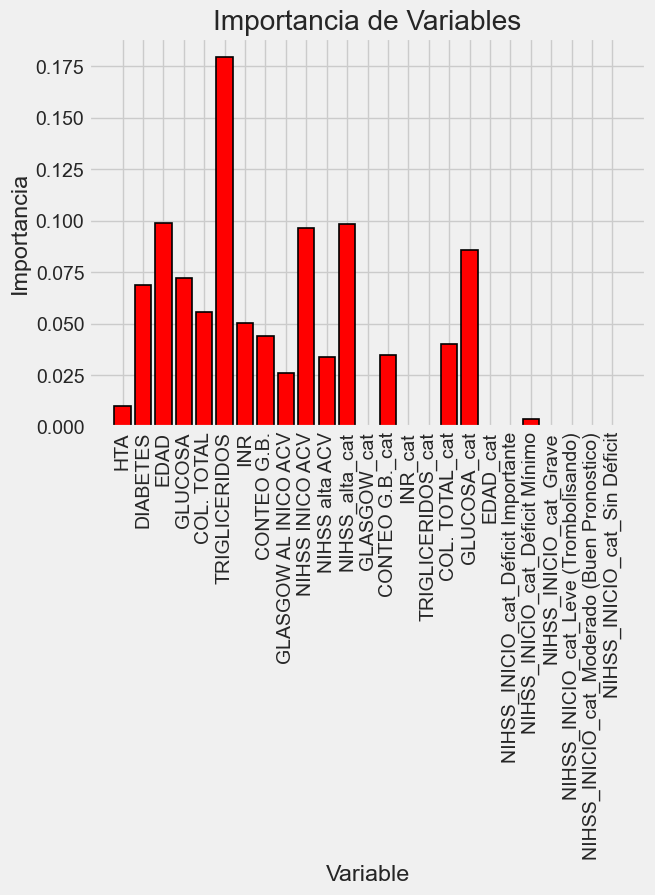 Importancia de Variables
Importancia
0.175
0.150
0.125
0.100
0.075
0.050
0.025
0.000
HTA
DIABETES
EDAD
GLUCOSA
COL. TOTAL
TRIGLICERIDOS
INR
CONTEO G.B.
GLASGOW AL INICO ACV
NIHSS INICO ACV
NIHSS alta ACV
NIHSS_alta_cat
GLASGOW_cat
CONTEO G.B._cat
INR_cat
TRIGLICERIDOS_cat
COL. TOTAL_cat
GLUCOSA_cat
EDAD_cat
NIHSS_INICIO_cat_Déficit Importante
NIHSS_INICIO_cat_Déficit Mínimo
NIHSS_INICIO_cat_Grave
NIHSS_INICIO_cat_Leve (Trombolisando)
NIHSS_INICIO_cat_Moderado (Buen Pronostico)
NIHSS_INICIO_cat_Sin Déficit
Variable